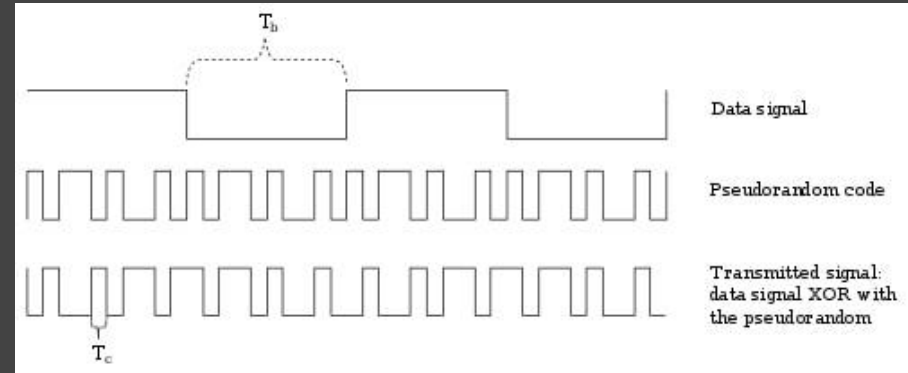 T_b
Data signal
Pseudorandom code
Transmitted signal:
data signal XOR with
the pseudorandom
T_c